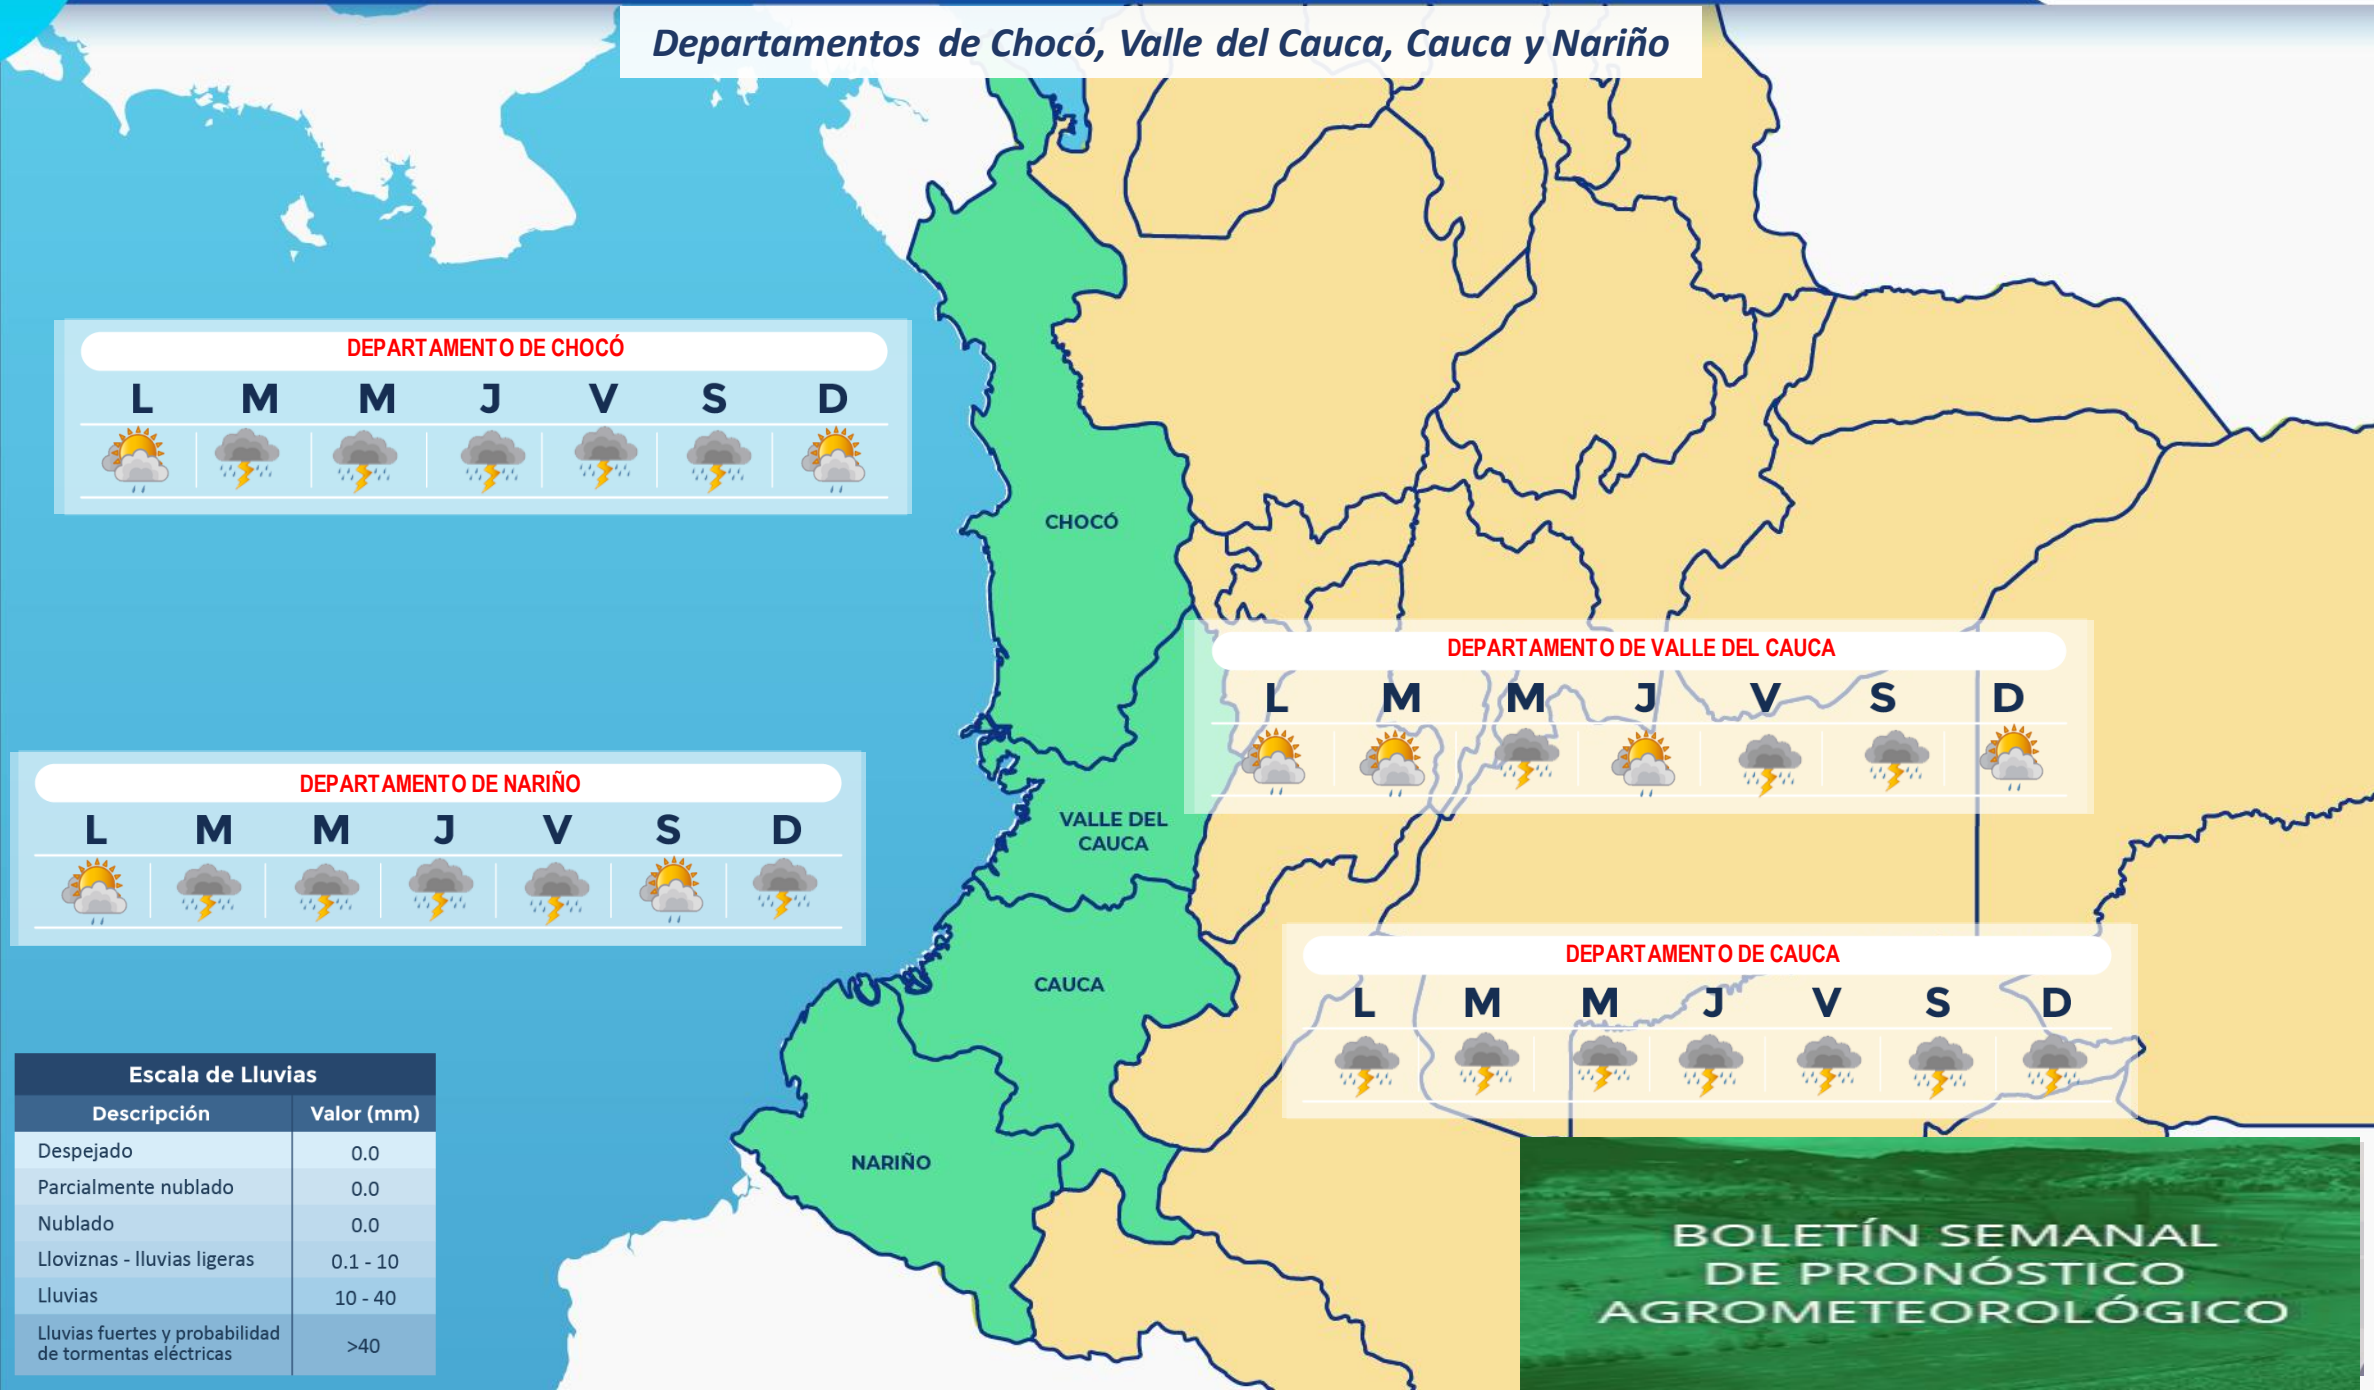 Departamentos de Chocó, Valle del Cauca, Cauca y Nariño
DEPARTAMENTO DE CHOCÓ
L M M J V S D
CHOCÓ
DEPARTAMENTO DE VALLE DEL CAUCA
L M M J V S D
DEPARTAMENTO DE NARIÑO
L M M J V S D
VALLE DEL
CAUCA
DEPARTAMENTO DE CAUCA
L M M J V S D
CAUCA
NARIÑO
Escala de Lluvias
Descripción Valor (mm)
Despejado 0.0
Parcialmente nublado 0.0
Nublado 0.0
Lloviznas - lluvias ligeras 0.1 - 10
Lluvias 10 - 40
Lluvias fuertes y probabilidad
de tormentas eléctricas >40
BOLETÍN SEMANAL
DE PRONÓSTICO
AGROMETEOROLÓGICO